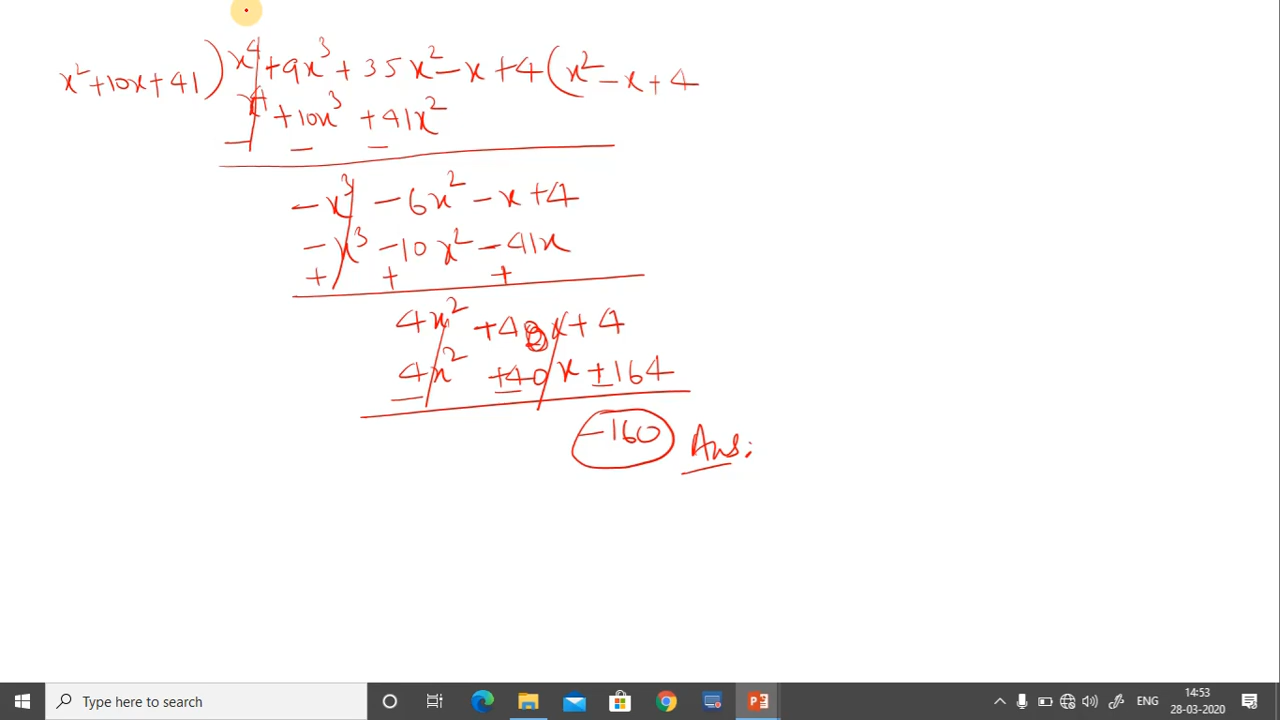 x²+10x+41 ) x⁴+9x³+35x²-x+4 ( x²-x+4
x⁴+10x³+41x²
- - -
-x³-6x²-x+4
-x³-10x²-41x
+ + +
4x²+40x+4
4x²+40x+164
- - -
-160 Ans:
Type here to search
ENG
14:53
28-03-2020